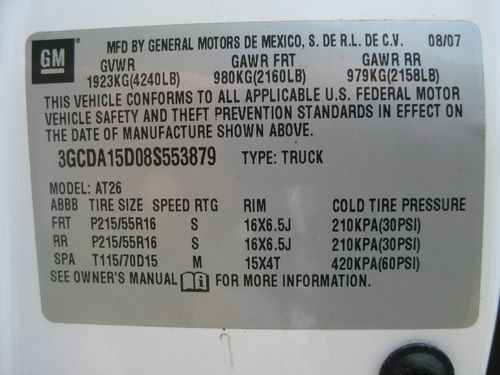 GM
MFD BY GENERAL MOTORS DE MEXICO, S. DE R.L. DE C.V. 08/07
GVWR GAWR FRT GAWR RR
1923KG(4240LB) 980KG(2160LB) 979KG(2158LB)
THIS VEHICLE CONFORMS TO ALL APPLICABLE U.S. FEDERAL MOTOR
VEHICLE SAFETY AND THEFT PREVENTION STANDARDS IN EFFECT ON
THE DATE OF MANUFACTURE SHOWN ABOVE.
3GCDA15D08S553879 TYPE: TRUCK
MODEL: AT26
ABBB TIRE SIZE SPEED RTG RIM COLD TIRE PRESSURE
FRT P215/55R16 S 16X6.5J 210KPA(30PSI)
RR P215/55R16 S 16X6.5J 210KPA(30PSI)
SPA T115/70D15 M 15X4T 420KPA(60PSI)
SEE OWNER'S MANUAL i FOR MORE INFORMATION.